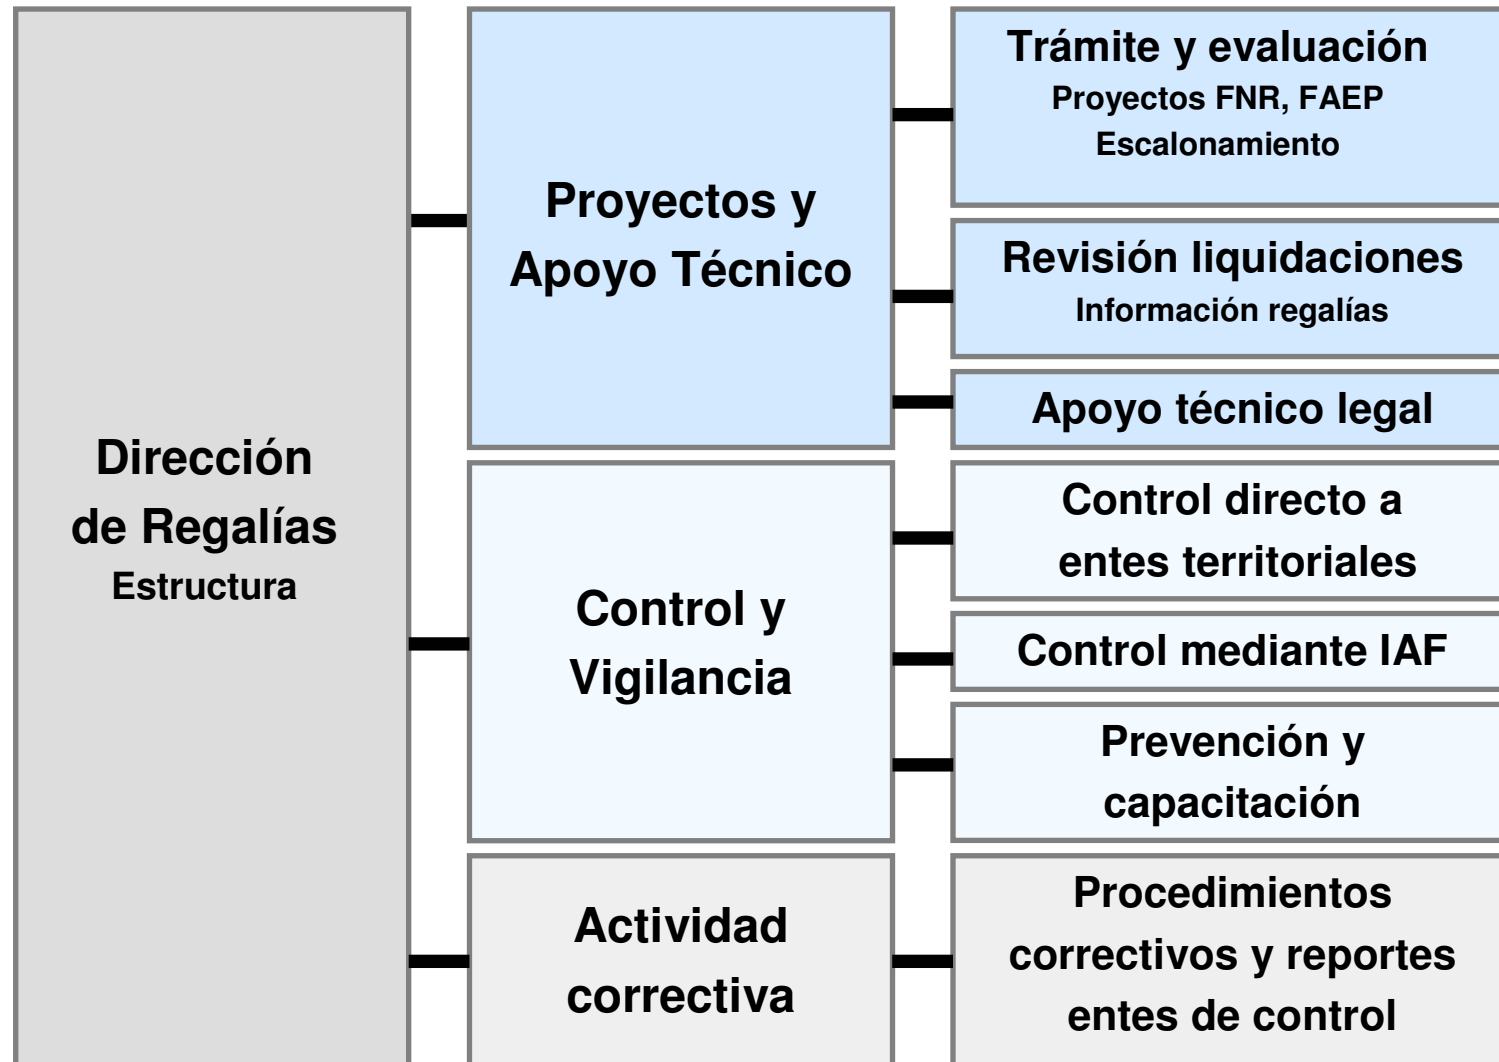 Dirección
de Regalías
Estructura
Proyectos y
Apoyo Técnico
Trámite y evaluación
Proyectos FNR, FAEP
Escalonamiento
Revisión liquidaciones
Información regalías
Apoyo técnico legal
Control y
Vigilancia
Control directo a
entes territoriales
Control mediante IAF
Prevención y
capacitación
Actividad
correctiva
Procedimientos
correctivos y reportes
entes de control